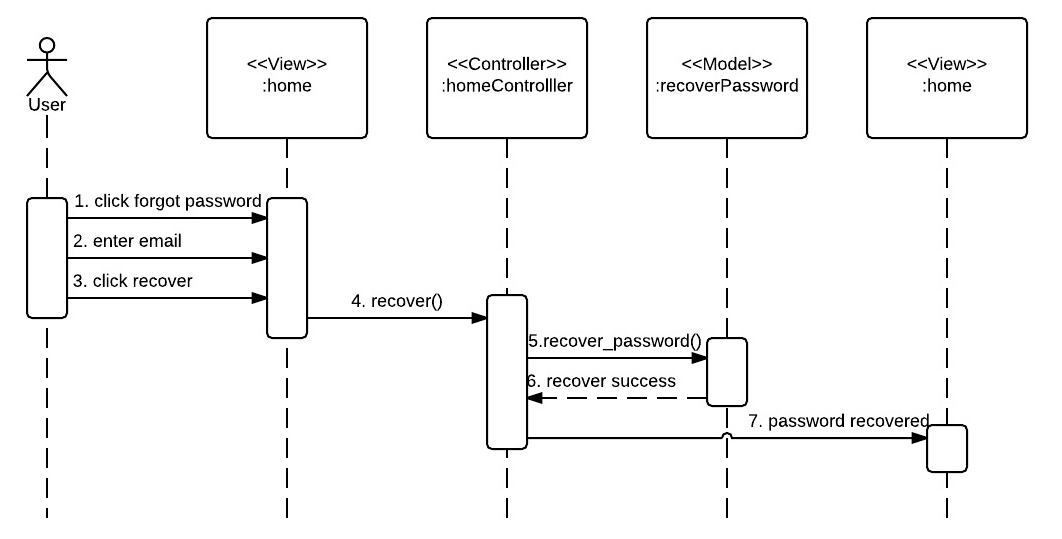 <<View>>
:home
<<Controller>>
:homeControlller
<<Model>>
:recoverPassword
<<View>>
:home
User
1. click forgot password
2. enter email
3. click recover
4. recover()
5.recover_password()
6. recover success
7. password recovered